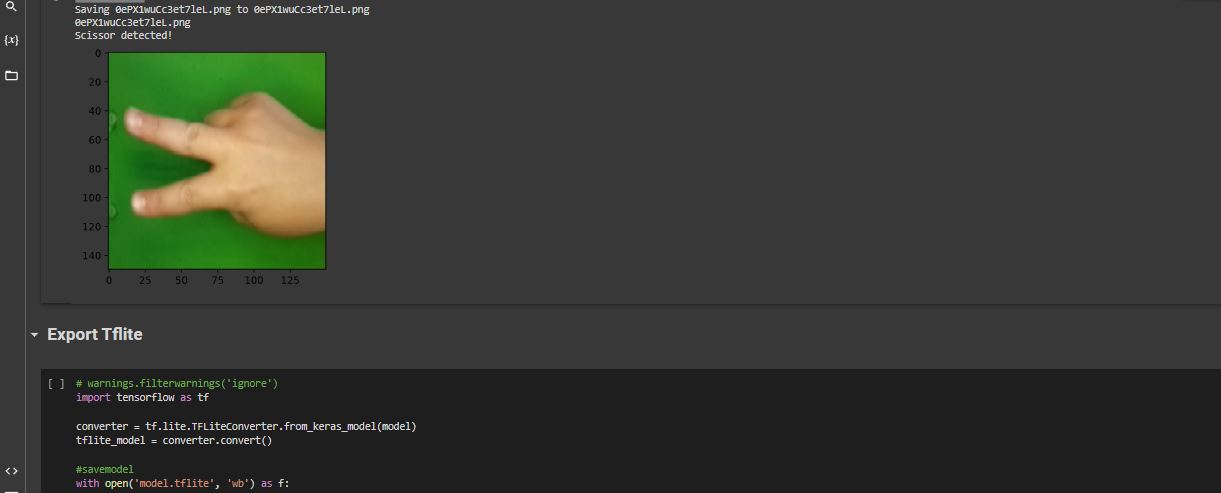 Saving 0ePX1wuCc3et7leL.png to 0ePX1wuCc3et7leL.png
{x}
0ePX1wuCc3et7leL.png
Scissor detected!
0
20
40
60
80
100
120
140
0 25 50 75 100 125
Export Tflite
[ ] # warnings.filterwarnings('ignore')
import tensorflow as tf
converter = tf.lite.TFLiteConverter.from_keras_model(model)
tflite_model = converter.convert()
#savemodel
<>
with open('model.tflite', 'wb') as f: